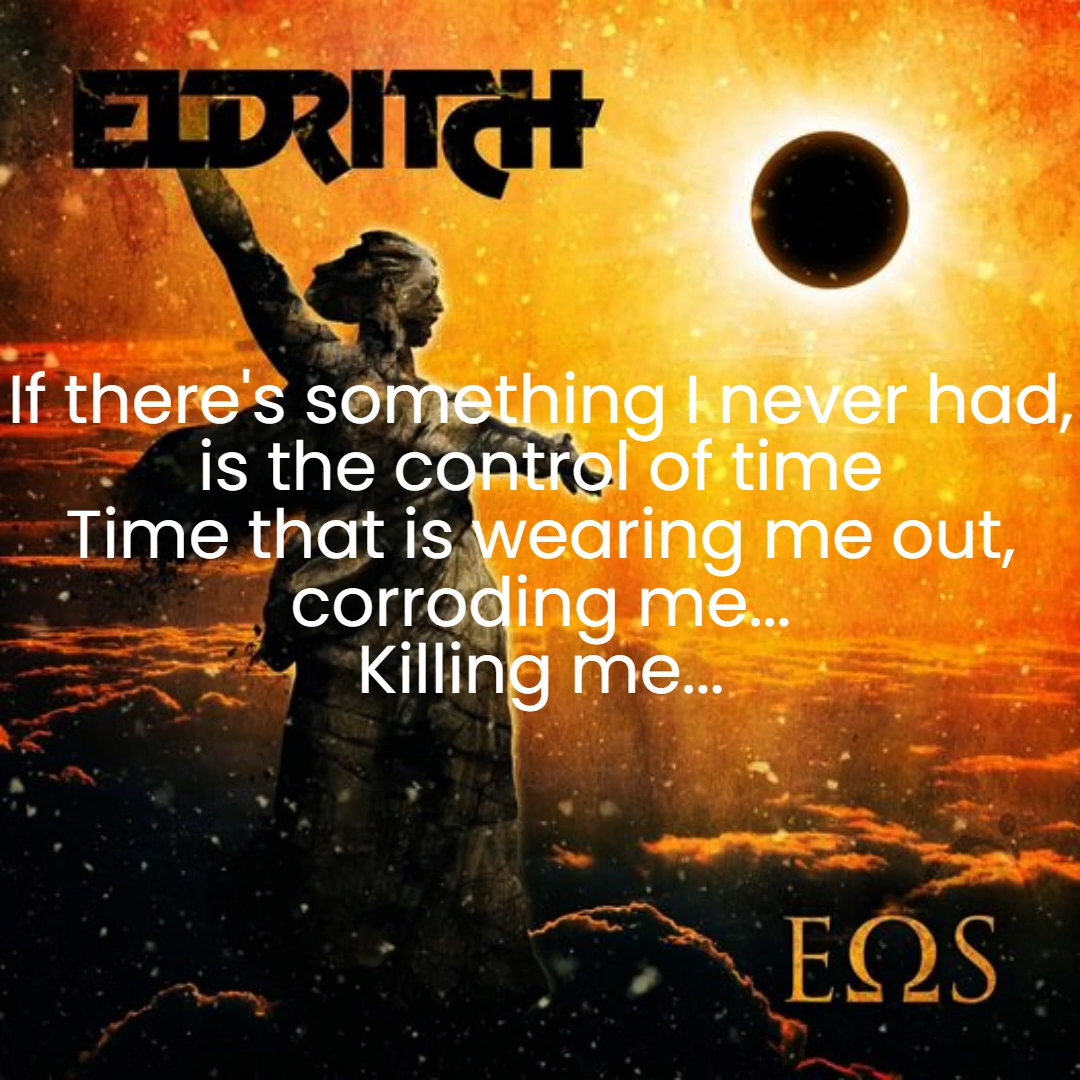 ELDRITCH
If there's something I never had,
is the control of time
Time that is wearing me out,
corroding me...
Killing me...
EΩS